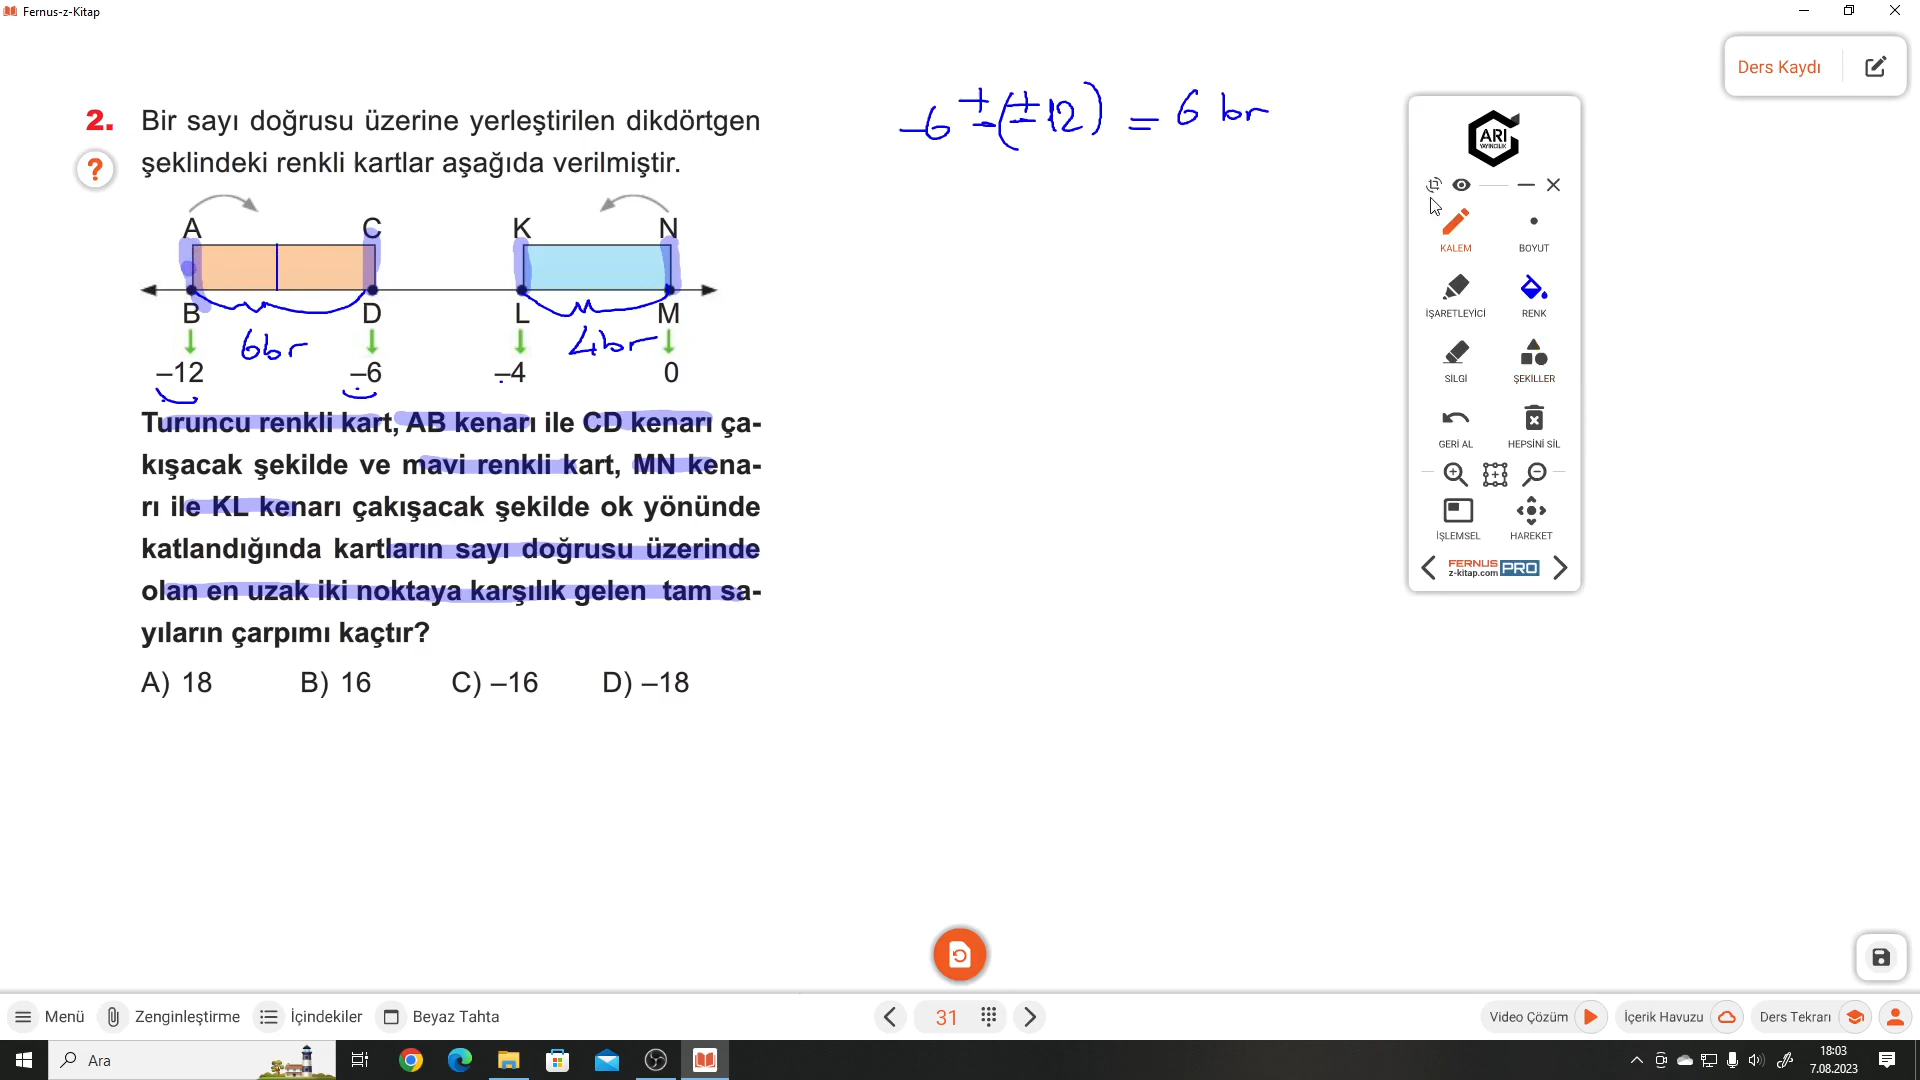 Fernus-z-Kitap
Ders Kaydı
2. Bir sayı doğrusu üzerine yerleştirilen dikdörtgen
? şeklindeki renkli kartlar aşağıda verilmiştir.
–6 + – (+ – 12) = 6 br
A C K N
B D L M
6br 4br
–12 –6 –4 0
Turuncu renkli kart, AB kenarı ile CD kenarı ça-
kışacak şekilde ve mavi renkli kart, MN kena-
rı ile KL kenarı çakışacak şekilde ok yönünde
katlandığında kartların sayı doğrusu üzerinde
olan en uzak iki noktaya karşılık gelen tam sa-
yıların çarpımı kaçtır?
A) 18 B) 16 C) –16 D) –18
ARI
YAYINCILIK
KALEM BOYUT
İŞARETLEYİCİ RENK
SİLGİ ŞEKİLLER
GERİ AL HEPSİNİ SİL
İŞLEMSEL HAREKET
FERNUS
z-kitap.com PRO
Menü Zenginleştirme İçindekiler Beyaz Tahta 31 Video Çözüm İçerik Havuzu Ders Tekrarı
Ara
18:03
7.08.2023